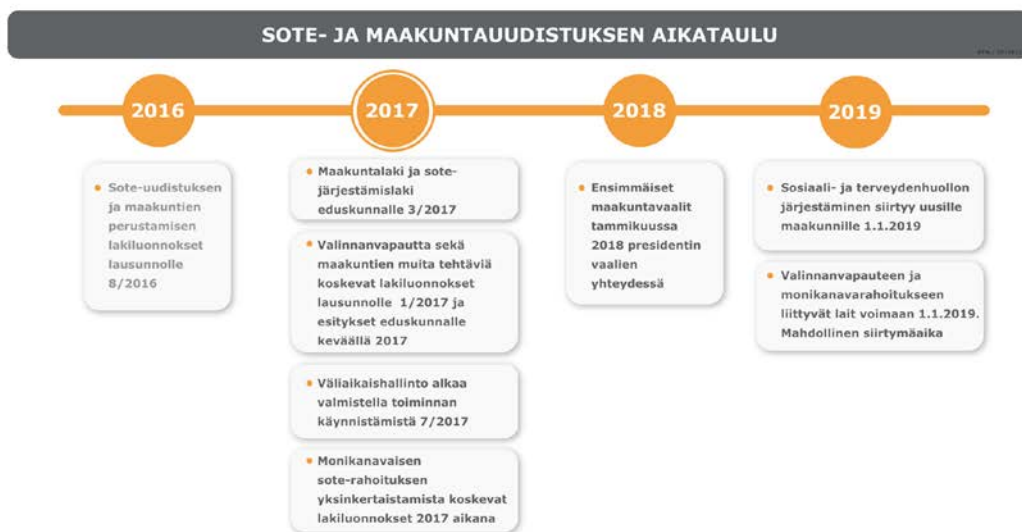 SOTE- JA MAAKUNTAUUDISTUKSEN AIKATAULU
2016
2017
2018
2019
• Sote-uudistuksen
ja maakuntien
perustamisen
lakiluonnokset
lausunnolle
8/2016
• Maakuntalaki ja sote-
järjestämislaki
eduskunnalle 3/2017
• Valinnanvapautta sekä
maakuntien muita tehtäviä
koskevat lakiluonnokset
lausunnolle 1/2017 ja
esitykset eduskunnalle
keväällä 2017
• Väliaikaishallinto alkaa
valmistella toiminnan
käynnistämistä 7/2017
• Monikanavaisen
sote-rahoituksen
yksinkertaistamista koskevat
lakiluonnokset 2017 aikana
• Ensimmäiset
maakuntavaalit
tammikuussa
2018 presidentin
vaalien
yhteydessä
• Sosiaali- ja terveydenhuollon
järjestäminen siirtyy uusille
maakunnille 1.1.2019
• Valinnanvapauteen ja
monikanavarahoitukseen
liittyvät lait voimaan 1.1.2019.
Mahdollinen siirtymäaika